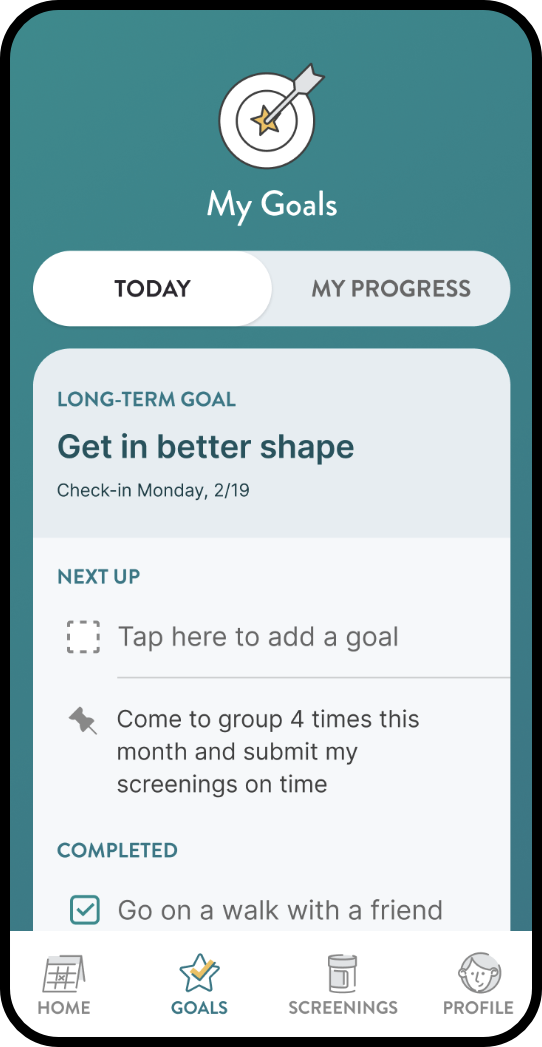 My Goals
TODAY
MY PROGRESS
LONG-TERM GOAL
Get in better shape
Check-in Monday, 2/19
NEXT UP
Tap here to add a goal
Come to group 4 times this
month and submit my
screenings on time
COMPLETED
Go on a walk with a friend
HOME
GOALS
SCREENINGS
PROFILE